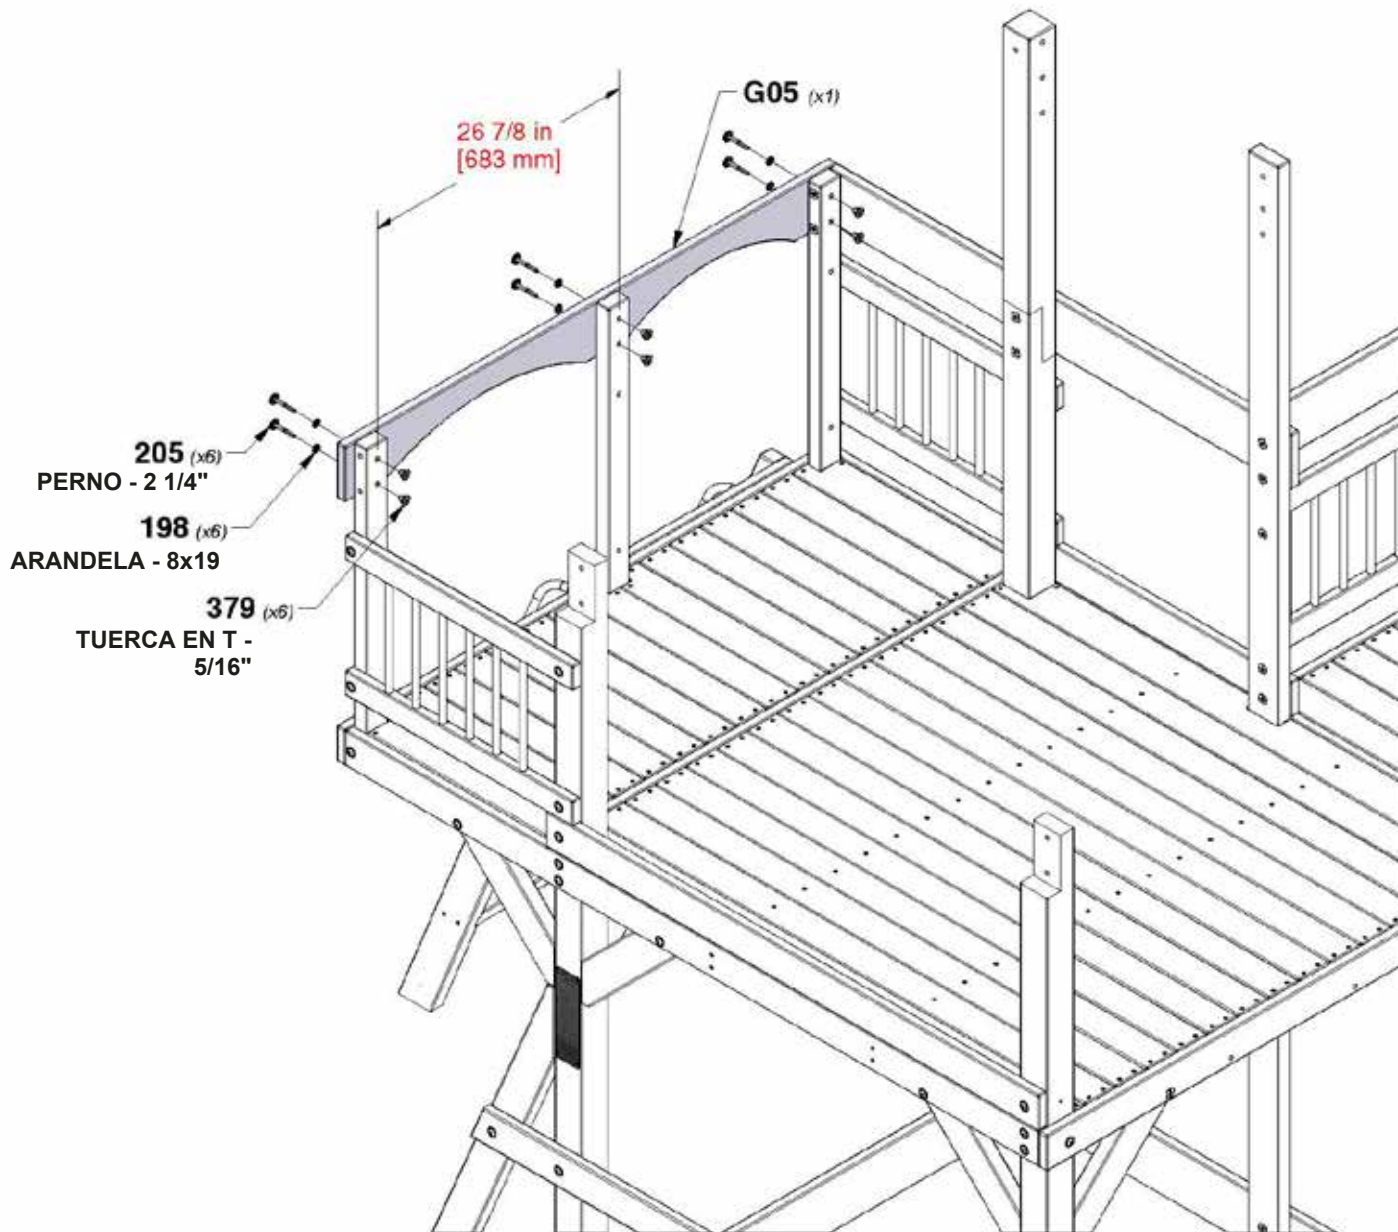 G05 (x1)
26 7/8 in
[683 mm]
205 (x6)
PERNO - 2 1/4"
198 (x6)
ARANDELA - 8x19
379 (x6)
TUERCA EN T -
5/16"